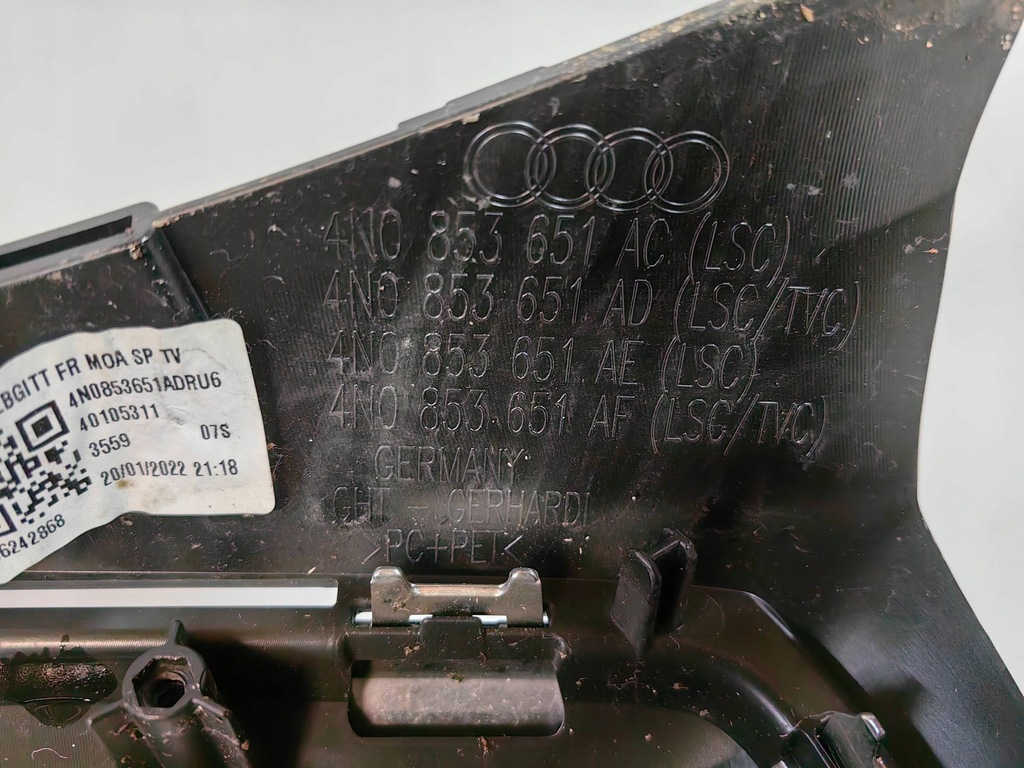 4N0 853 651 AC (LSC)
4N0 853 651 AD (LSC/TVC)
4N0 853 651 AE (LSC)
4N0 853 651 AF (LSC/TVC)
GERMANY
GHT - GERHARDI
>PC+PET<
FR MOA SP TV
4N0853651ADRU6
40105311
3559 07S
20/01/2022 21:18
6242868